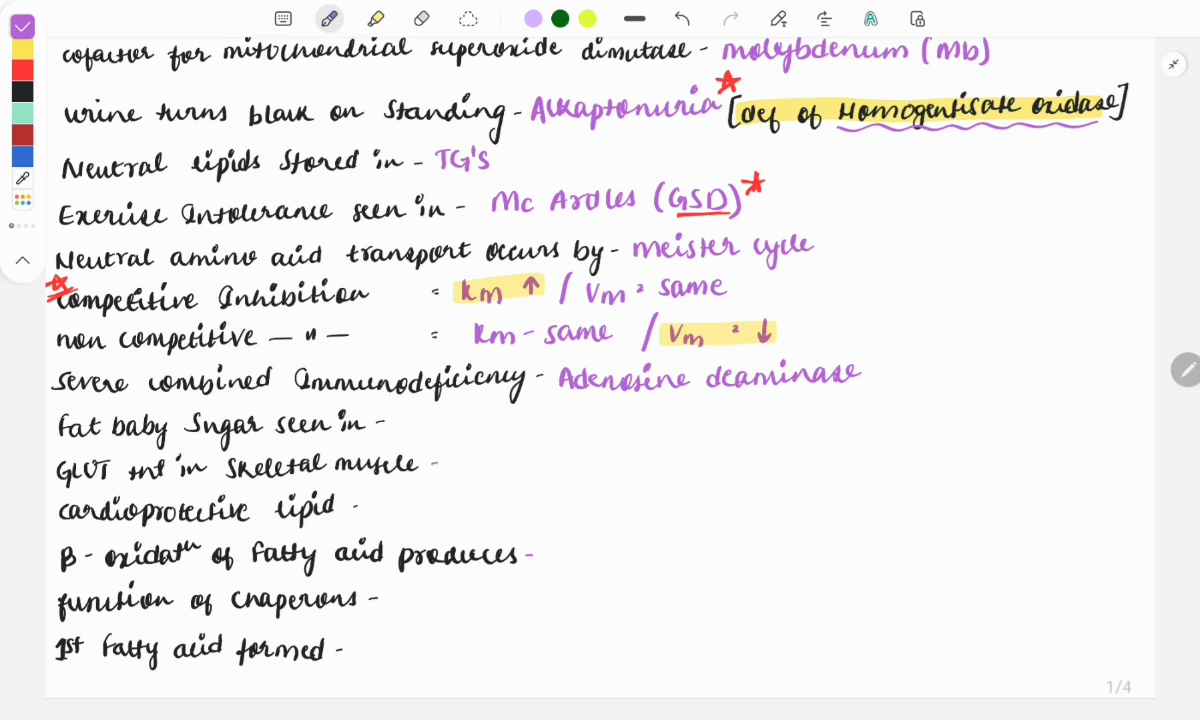 cofactor for mitochondrial superoxide dimutase - molybdenum (Mb)
urine turns black on standing - Alkaptonuria [def of Homogentisate oxidase]
Neutral lipids stored in - TG's
Exercise intolerance seen in - Mc Ardles (GSD)
Neutral amino acid transport occurs by - meister cycle
competitive Inhibition = Km ↑ / Vm = same
non competitive — " — = Km - same / Vm = ↓
severe combined immunodeficiency - Adenosine deaminase
fat baby sugar seen in -
GLUT tnt in skeletal muscle -
cardioprotective lipid -
β - oxidatⁿ of fatty acid produces -
function of chaperons -
1st fatty acid formed -
1/4